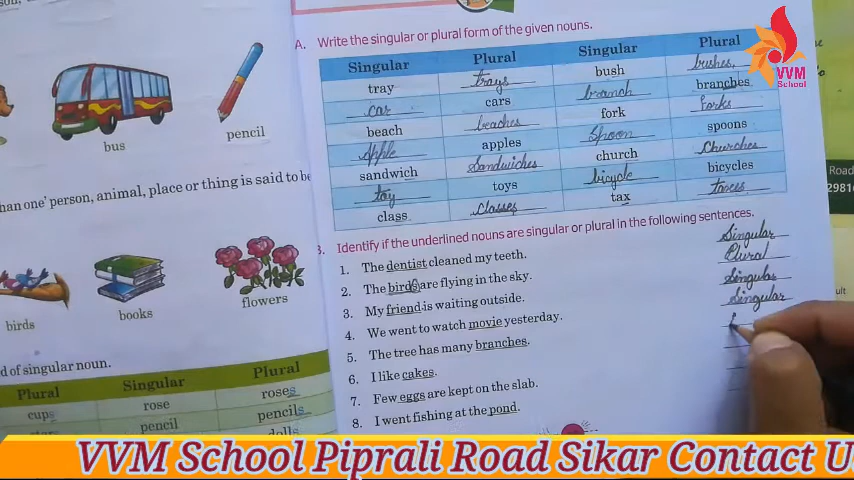 bus
pencil
han one' person, animal, place or thing is said to be
birds
books
flowers
d of singular noun.
Plural Singular Plural
cups rose roses
pencil pencils
dolls
A. Write the singular or plural form of the given nouns.
Singular Plural Singular Plural
tray trays bush bushes
car cars branch branches
beach beaches fork forks
Apple apples Spoon spoons
sandwich Sandwiches church Churches
toy toys bicycle bicycles
class classes tax taxes
B. Identify if the underlined nouns are singular or plural in the following sentences.
1. The dentist cleaned my teeth. Singular
2. The birds are flying in the sky. Plural
3. My friend is waiting outside. Singular
4. We went to watch movie yesterday. Singular
5. The tree has many branches.
6. I like cakes.
7. Few eggs are kept on the slab.
8. I went fishing at the pond.
VVM
School
Road
2981
ult
VVM School Piprali Road Sikar Contact U